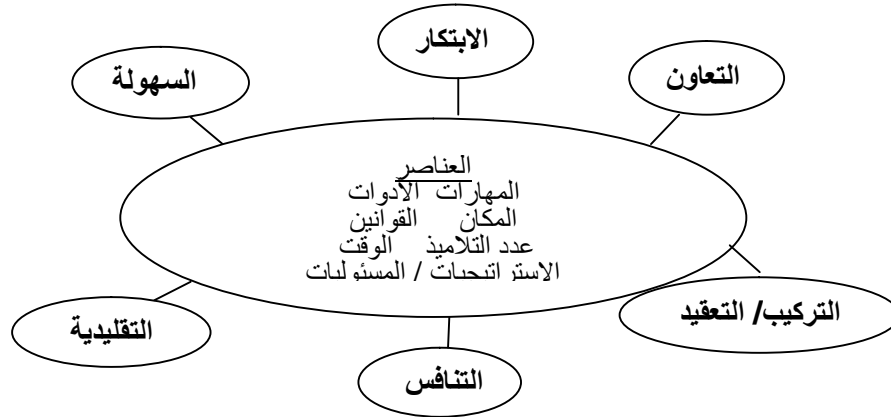 الابتكار
التعاون
السهولة
العناصر
المهارات الأدوات
المكان القوانين
عدد التلاميذ الوقت
الاستراتيجيات / المسئوليات
التركيب/ التعقيد
التقليدية
التنافس